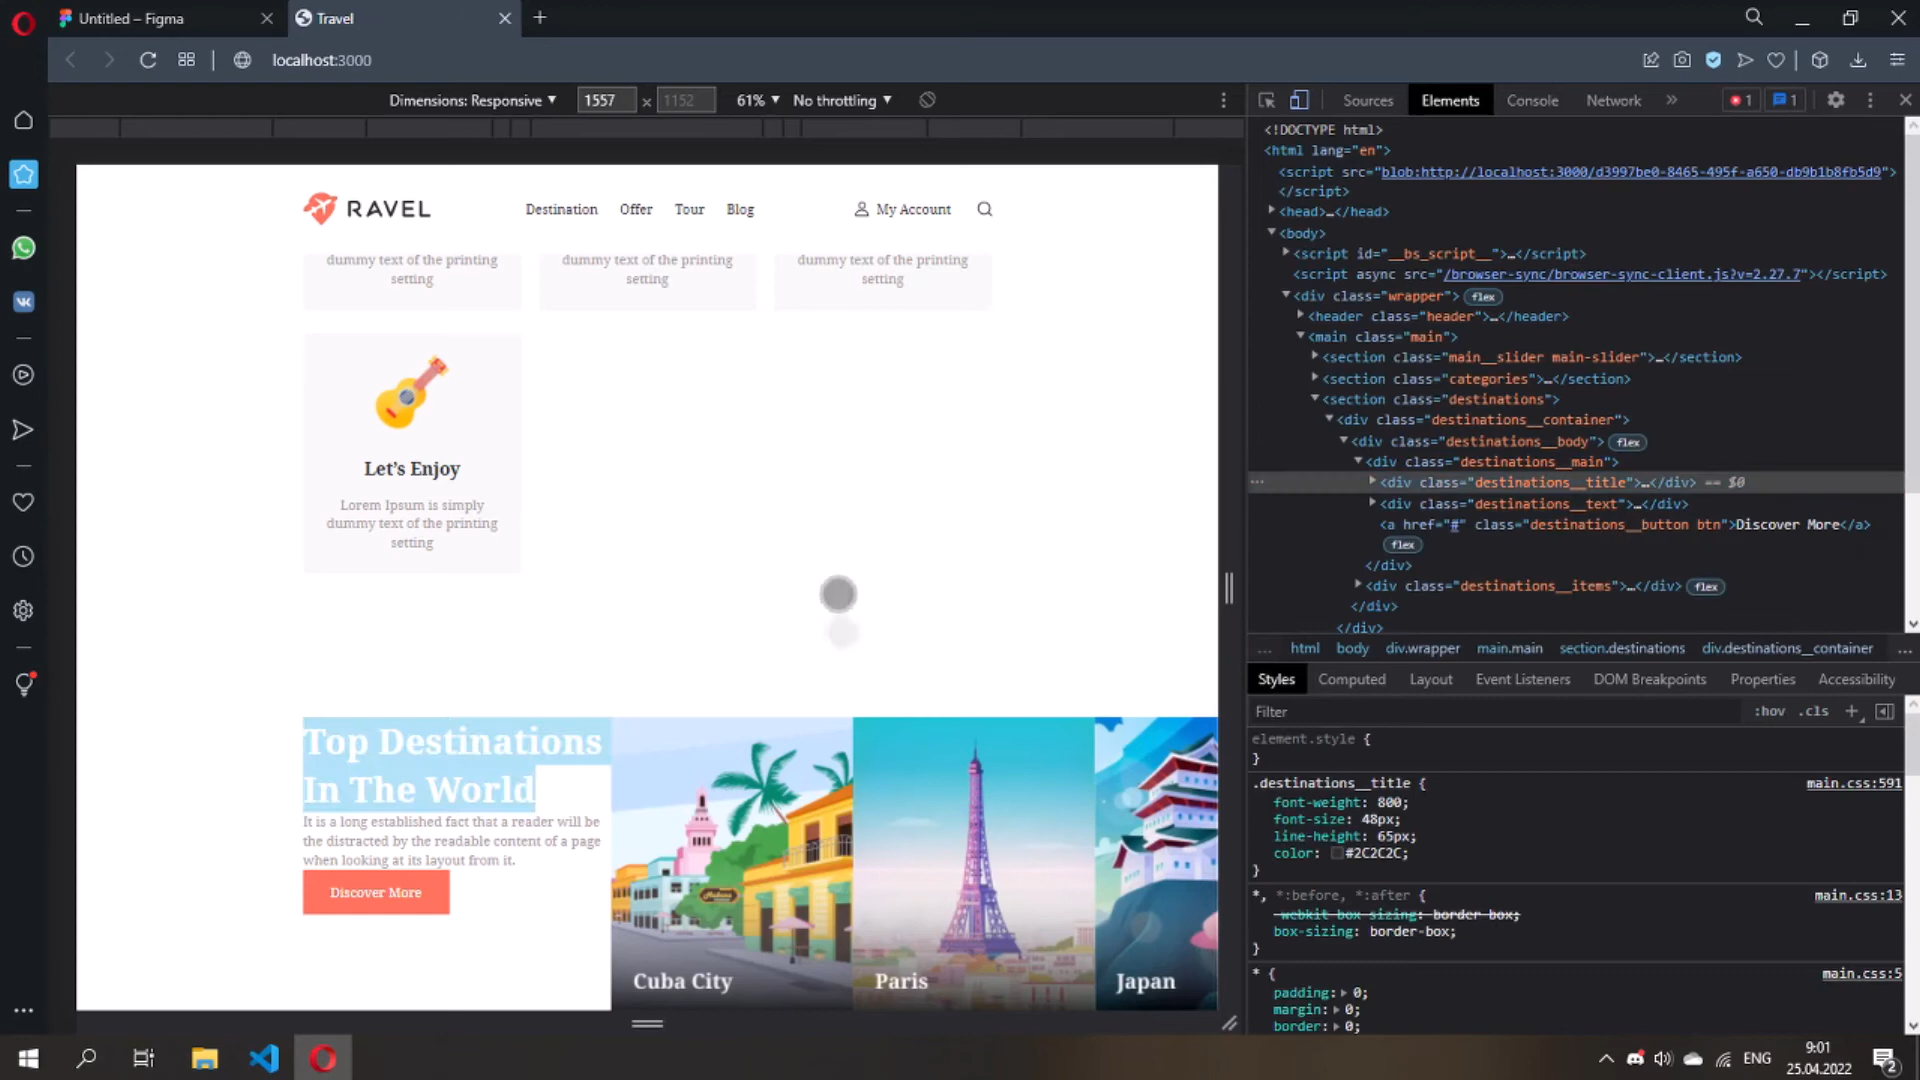 Untitled – Figma
Travel
localhost:3000
Dimensions: Responsive ▼ 1557 × 1152 61% ▼ No throttling ▼
RAVEL
Destination Offer Tour Blog My Account
dummy text of the printing
setting
dummy text of the printing
setting
dummy text of the printing
setting
Let's Enjoy
Lorem Ipsum is simply
dummy text of the printing
setting
Top Destinations
In The World
It is a long established fact that a reader will be
the distracted by the readable content of a page
when looking at its layout from it.
Discover More
Cuba City
Paris
Japan
Sources Elements Console Network » 1 1
<!DOCTYPE html>
<html lang="en">
<script src="blob:http://localhost:3000/d3997be0-8465-495f-a650-db9b1b8fb5d9">
</script>
<head>…</head>
<body>
<script id="__bs_script__">…</script>
<script async src="/browser-sync/browser-sync-client.js?v=2.27.7"></script>
<div class="wrapper"> flex
<header class="header">…</header>
<main class="main">
<section class="main__slider main-slider">…</section>
<section class="categories">…</section>
<section class="destinations">
<div class="destinations__container">
<div class="destinations__body"> flex
<div class="destinations__main">
<div class="destinations__title">…</div> == $0
<div class="destinations__text">…</div>
<a href="#" class="destinations__button btn">Discover More</a>
flex
</div>
<div class="destinations__items">…</div> flex
</div>
</div>
… html body div.wrapper main.main section.destinations div.destinations__container …
Styles Computed Layout Event Listeners DOM Breakpoints Properties Accessibility
Filter :hov .cls +
element.style {
}
.destinations__title { main.css:591
font-weight: 800;
font-size: 48px;
line-height: 65px;
color: #2C2C2C;
}
*, *:before, *:after { main.css:13
-webkit-box-sizing: border-box;
box-sizing: border-box;
}
* { main.css:5
padding: 0;
margin: 0;
border: 0;
ENG
9:01
25.04.2022
2